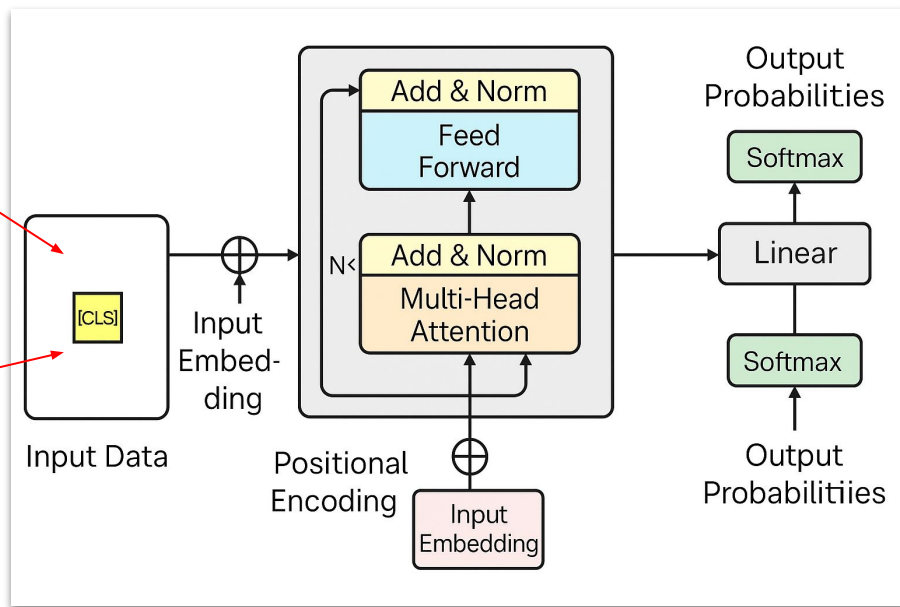 [CLS]
Input Data
Input
Embed-
ding
Add & Norm
Feed
Forward
N<
Add & Norm
Multi-Head
Attention
Positional
Encoding
Input
Embedding
Output
Probabilities
Softmax
Linear
Softmax
Output
Probabilitiies